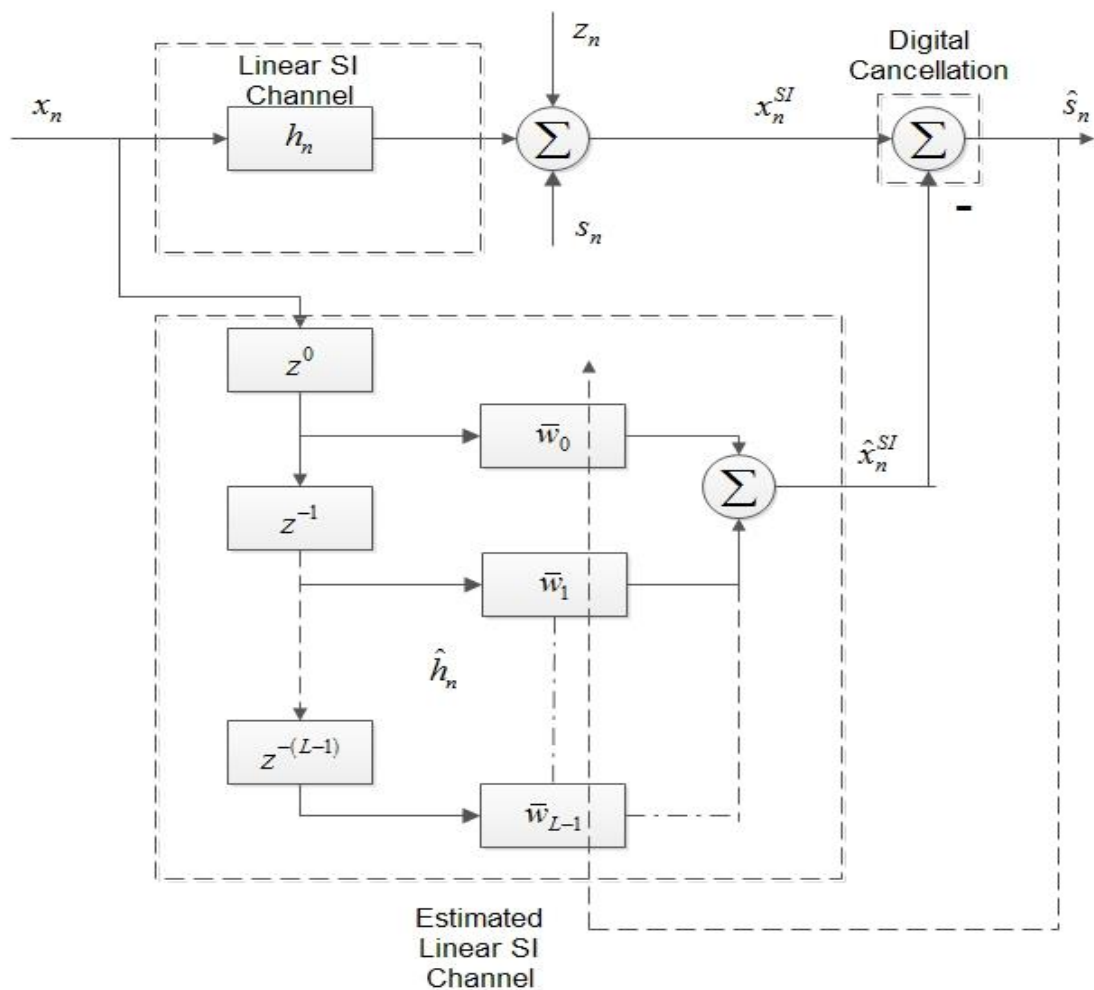 z_n
Digital
Cancellation
Linear SI
Channel
x_n
h_n
Σ
x_n^{SI}
Σ
ŝ_n
-
s_n
z^0
w̄_0
Σ
x̂_n^{SI}
z^{-1}
w̄_1
ĥ_n
z^{-(L-1)}
w̄_{L-1}
Estimated
Linear SI
Channel